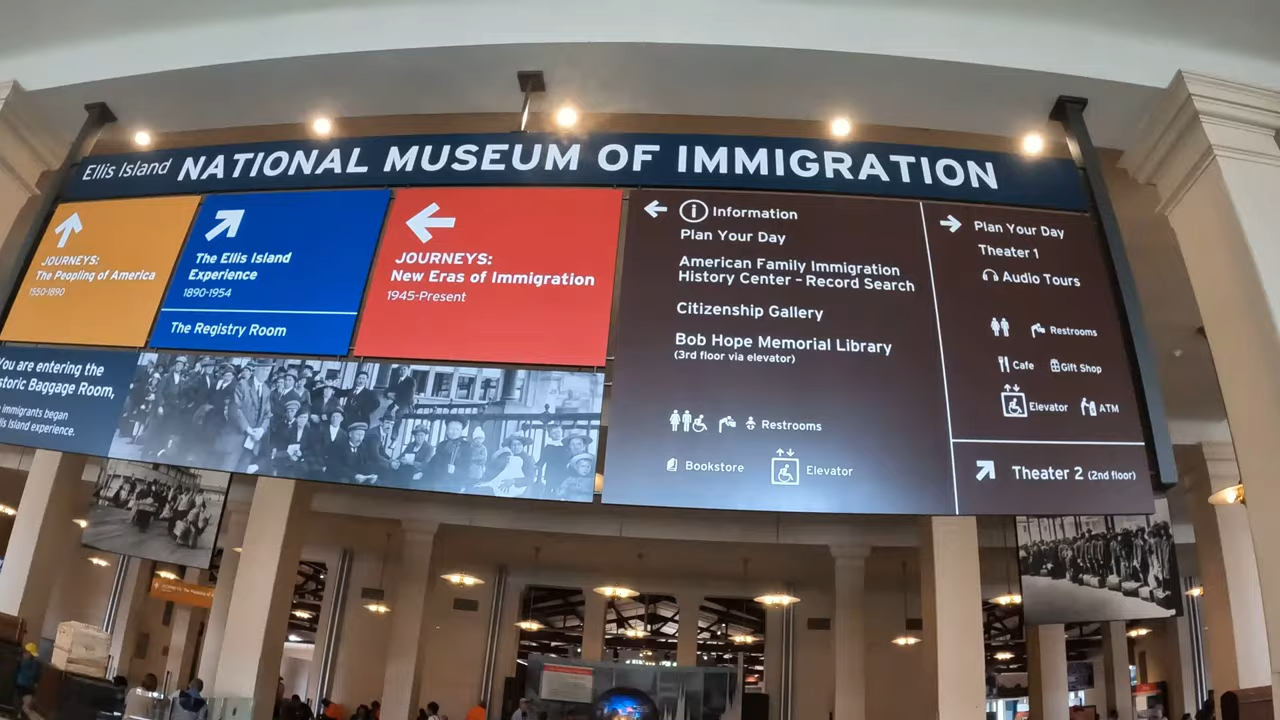 Ellis Island NATIONAL MUSEUM OF IMMIGRATION
JOURNEYS:
The Peopling of America
1550-1890
The Ellis Island
Experience
1890-1954
The Registry Room
JOURNEYS:
New Eras of Immigration
1945-Present
You are entering the
storic Baggage Room,
immigrants began
lis Island experience.
Information
Plan Your Day
American Family Immigration
History Center – Record Search
Citizenship Gallery
Bob Hope Memorial Library
(3rd floor via elevator)
Restrooms
Bookstore
Elevator
Plan Your Day
Theater 1
Audio Tours
Restrooms
Cafe
Gift Shop
Elevator
ATM
Theater 2 (2nd floor)